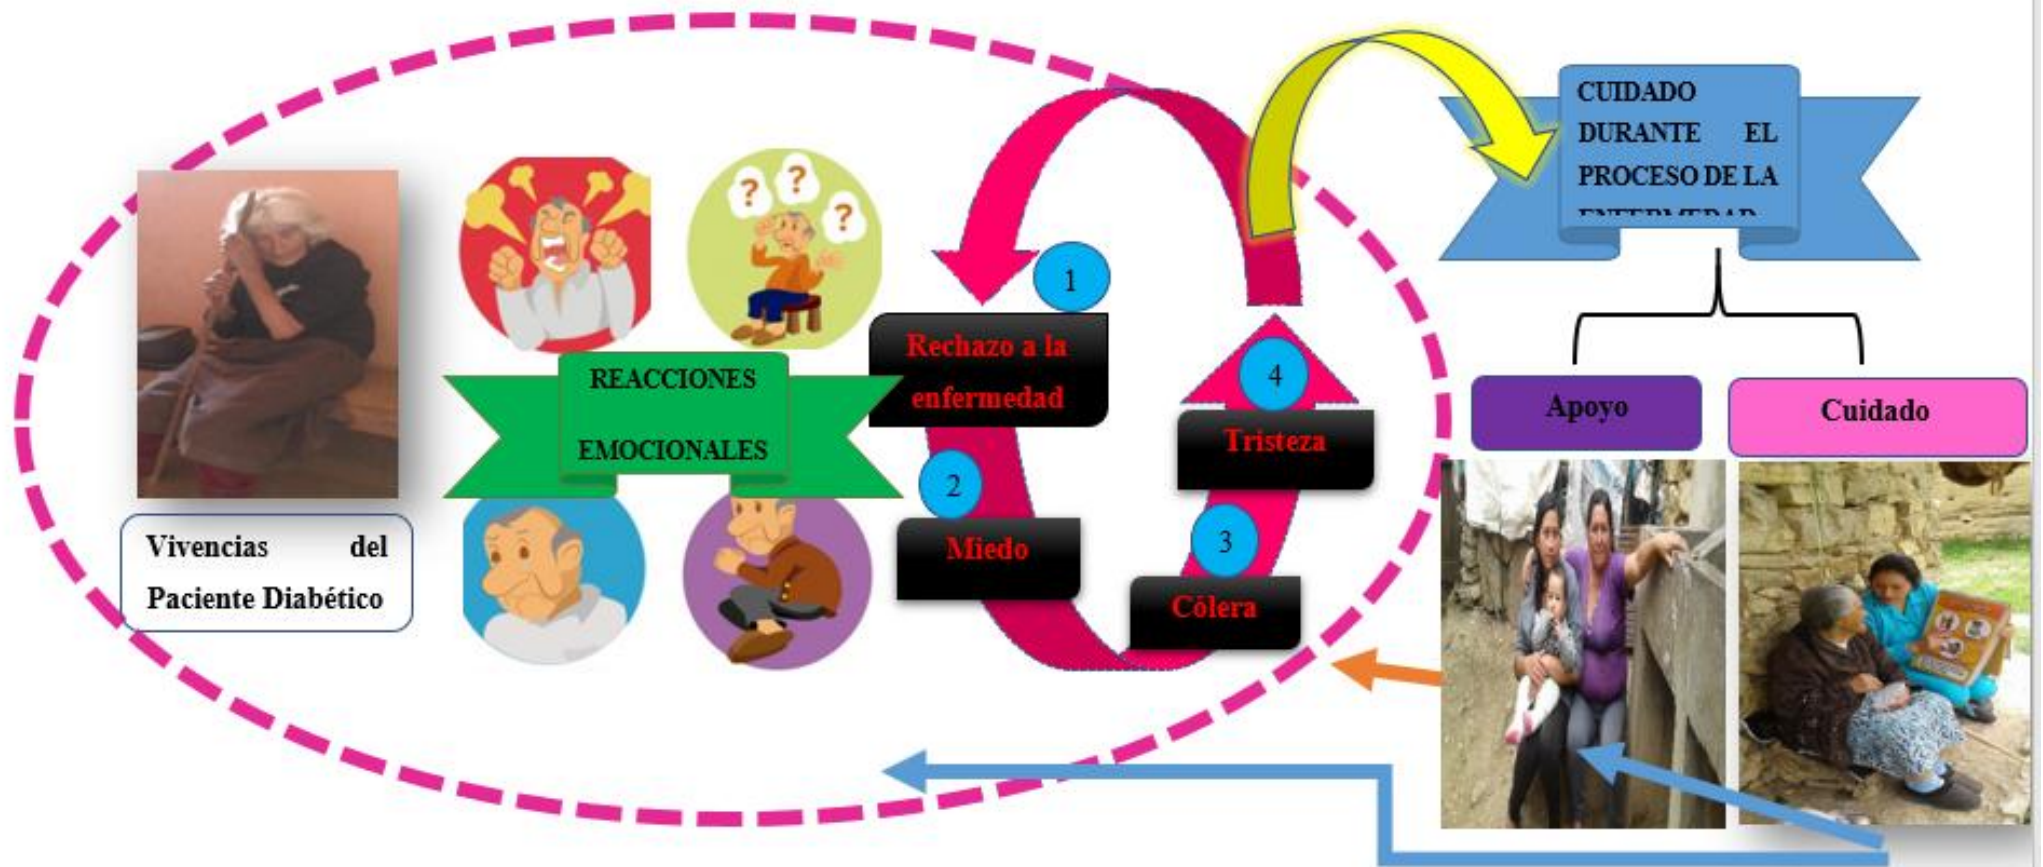 Vivencias del
Paciente Diabético
?
?
?
REACCIONES
EMOCIONALES
1
Rechazo a la
enfermedad
2
Miedo
3
Cólera
4
Tristeza
CUIDADO
DURANTE EL
PROCESO DE LA
Apoyo
Cuidado